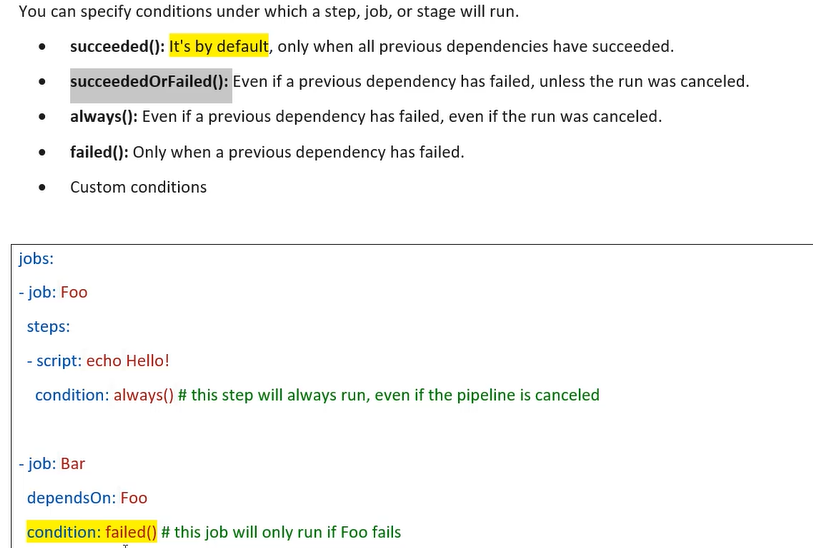 You can specify conditions under which a step, job, or stage will run.
• succeeded(): It's by default, only when all previous dependencies have succeeded.
• succeededOrFailed(): Even if a previous dependency has failed, unless the run was canceled.
• always(): Even if a previous dependency has failed, even if the run was canceled.
• failed(): Only when a previous dependency has failed.
• Custom conditions
jobs:
- job: Foo
steps:
- script: echo Hello!
condition: always() # this step will always run, even if the pipeline is canceled
- job: Bar
dependsOn: Foo
condition: failed() # this job will only run if Foo fails